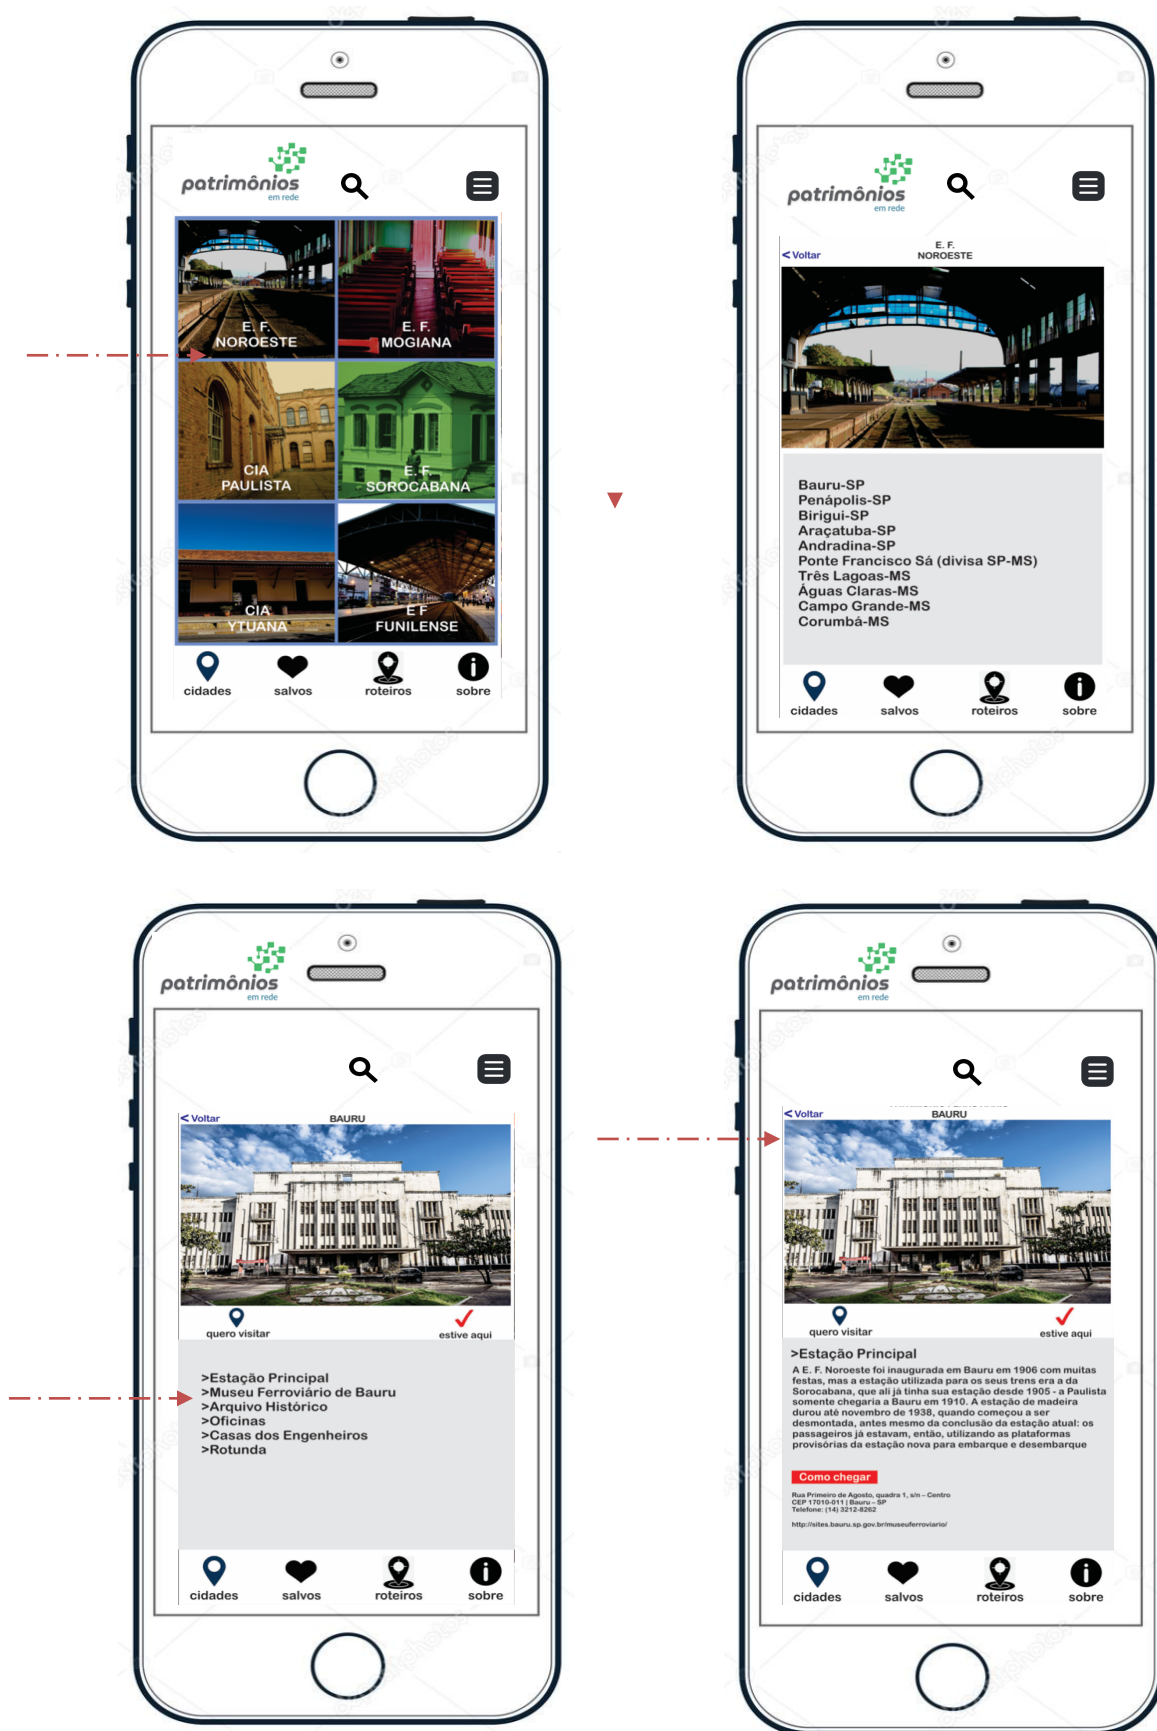 patrimônios
em rede
E. F.
NOROESTE
E. F.
MOGIANA
CIA
PAULISTA
E. F.
SOROCABANA
CIA
YTUANA
E F
FUNILENSE
cidades
salvos
roteiros
sobre
patrimônios
em rede
< Voltar
E. F.
NOROESTE
Bauru-SP
Penápolis-SP
Birigui-SP
Araçatuba-SP
Andradina-SP
Ponte Francisco Sá (divisa SP-MS)
Três Lagoas-MS
Águas Claras-MS
Campo Grande-MS
Corumbá-MS
cidades
salvos
roteiros
sobre
patrimônios
em rede
< Voltar
BAURU
quero visitar
estive aqui
>Estação Principal
>Museu Ferroviário de Bauru
>Arquivo Histórico
>Oficinas
>Casas dos Engenheiros
>Rotunda
cidades
salvos
roteiros
sobre
patrimônios
em rede
< Voltar
BAURU
quero visitar
estive aqui
>Estação Principal
A E. F. Noroeste foi inaugurada em Bauru em 1906 com muitas
festas, mas a estação utilizada para os seus trens era a da
Sorocabana, que ali já tinha sua estação desde 1905 - a Paulista
somente chegaria a Bauru em 1910. A estação de madeira
durou até novembro de 1938, quando começou a ser
desmontada, antes mesmo da conclusão da estação atual: os
passageiros já estavam, então, utilizando as plataformas
provisórias da estação nova para embarque e desembarque
Como chegar
Rua Primeiro de Agosto, quadra 1, s/n – Centro
CEP 17010-011 | Bauru – SP
Telefone: (14) 3212-8262
http://sites.bauru.sp.gov.br/museuferroviario/
cidades
salvos
roteiros
sobre